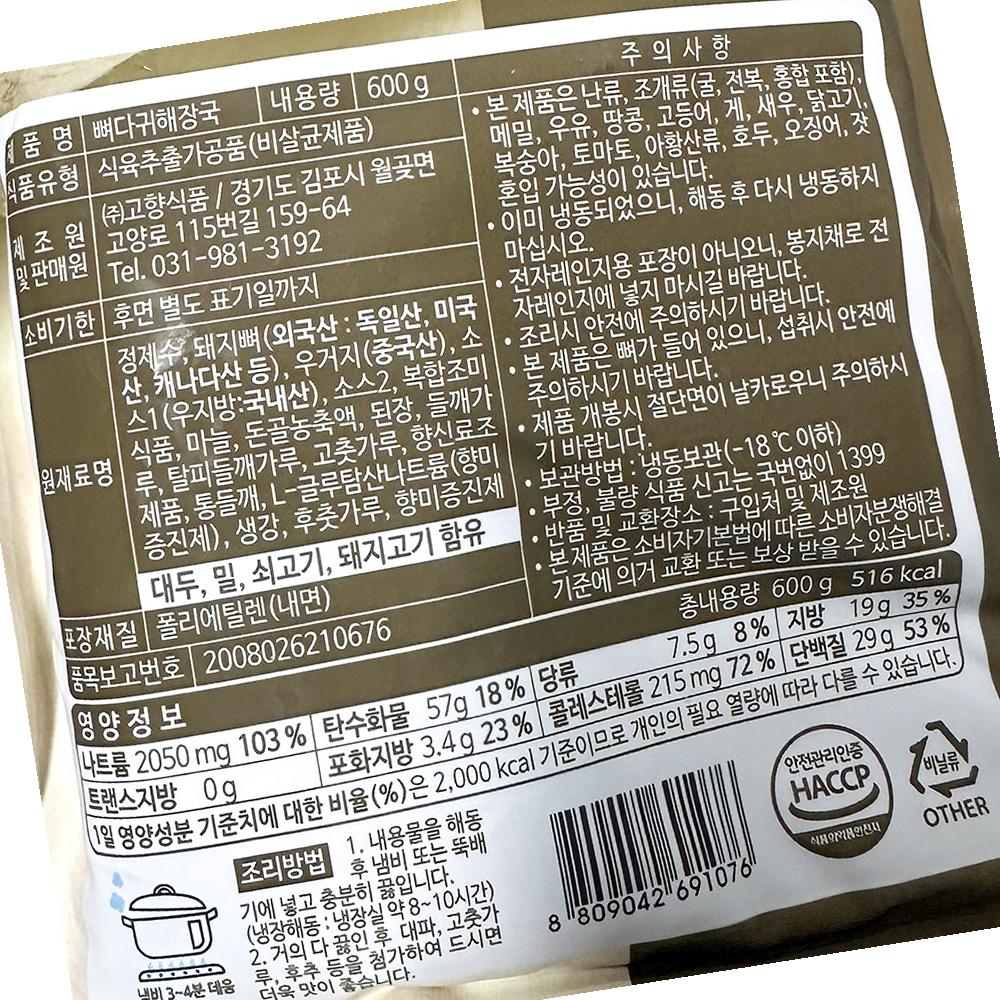 제품명 뼈다귀해장국 내용량 600 g
식품유형 식육추출가공품(비살균제품)
제조원 및 판매원 ㈜고향식품 / 경기도 김포시 월곶면
고양로 115번길 159-64
Tel. 031-981-3192
소비기한 후면 별도 표기일까지
원재료명 정제수, 돼지뼈(외국산 : 독일산, 미국
산, 캐나다산 등), 우거지(중국산), 소
스1(우지방:국내산), 소스2, 복합조미
식품, 마늘, 돈골농축액, 된장, 들깨가
루, 탈피들깨가루, 고춧가루, 향신료조
제품, 통들깨, L-글루탐산나트륨(향미
증진제), 생강, 후춧가루, 향미증진제
대두, 밀, 쇠고기, 돼지고기 함유
포장재질 폴리에틸렌(내면)
품목보고번호 2008026210676
주의사항
• 본 제품은 난류, 조개류(굴, 전복, 홍합 포함),
메밀, 우유, 땅콩, 고등어, 게, 새우, 닭고기,
복숭아, 토마토, 아황산류, 호두, 오징어, 잣
혼입 가능성이 있습니다.
• 이미 냉동되었으니, 해동 후 다시 냉동하지
마십시오.
• 전자레인지용 포장이 아니오니, 봉지채로 전
자레인지에 넣지 마시길 바랍니다.
• 조리시 안전에 주의하시기 바랍니다.
• 본 제품은 뼈가 들어 있으니, 섭취시 안전에
주의하시기 바랍니다.
• 제품 개봉시 절단면이 날카로우니 주의하시
기 바랍니다.
• 보관방법 : 냉동보관(-18℃ 이하)
• 부정, 불량 식품 신고는 국번없이 1399
• 반품 및 교환장소 : 구입처 및 제조원
• 본 제품은 소비자기본법에 따른 소비자분쟁해결
기준에 의거 교환 또는 보상 받을 수 있습니다.
영양정보 총내용량 600 g 516 kcal
나트륨 2050 mg 103 % 탄수화물 57g 18 % 당류 7.5g 8 % 지방 19g 35 %
트랜스지방 0g 포화지방 3.4g 23 % 콜레스테롤 215 mg 72 % 단백질 29g 53 %
1일 영양성분 기준치에 대한 비율(%)은 2,000 kcal 기준이므로 개인의 필요 열량에 따라 다를 수 있습니다.
조리방법 1. 내용물을 해동
후 냄비 또는 뚝배
기에 넣고 충분히 끓입니다.
(냉장해동 : 냉장실 약 8~10시간)
2. 거의 다 끓인 후 대파, 고춧가
루, 후추 등을 첨가하여 드시면
더욱 맛이 좋습니다.
냄비 3~4분 데움
8 809042 691076
안전관리인증
HACCP
식품의약품안전처
비닐류
OTHER